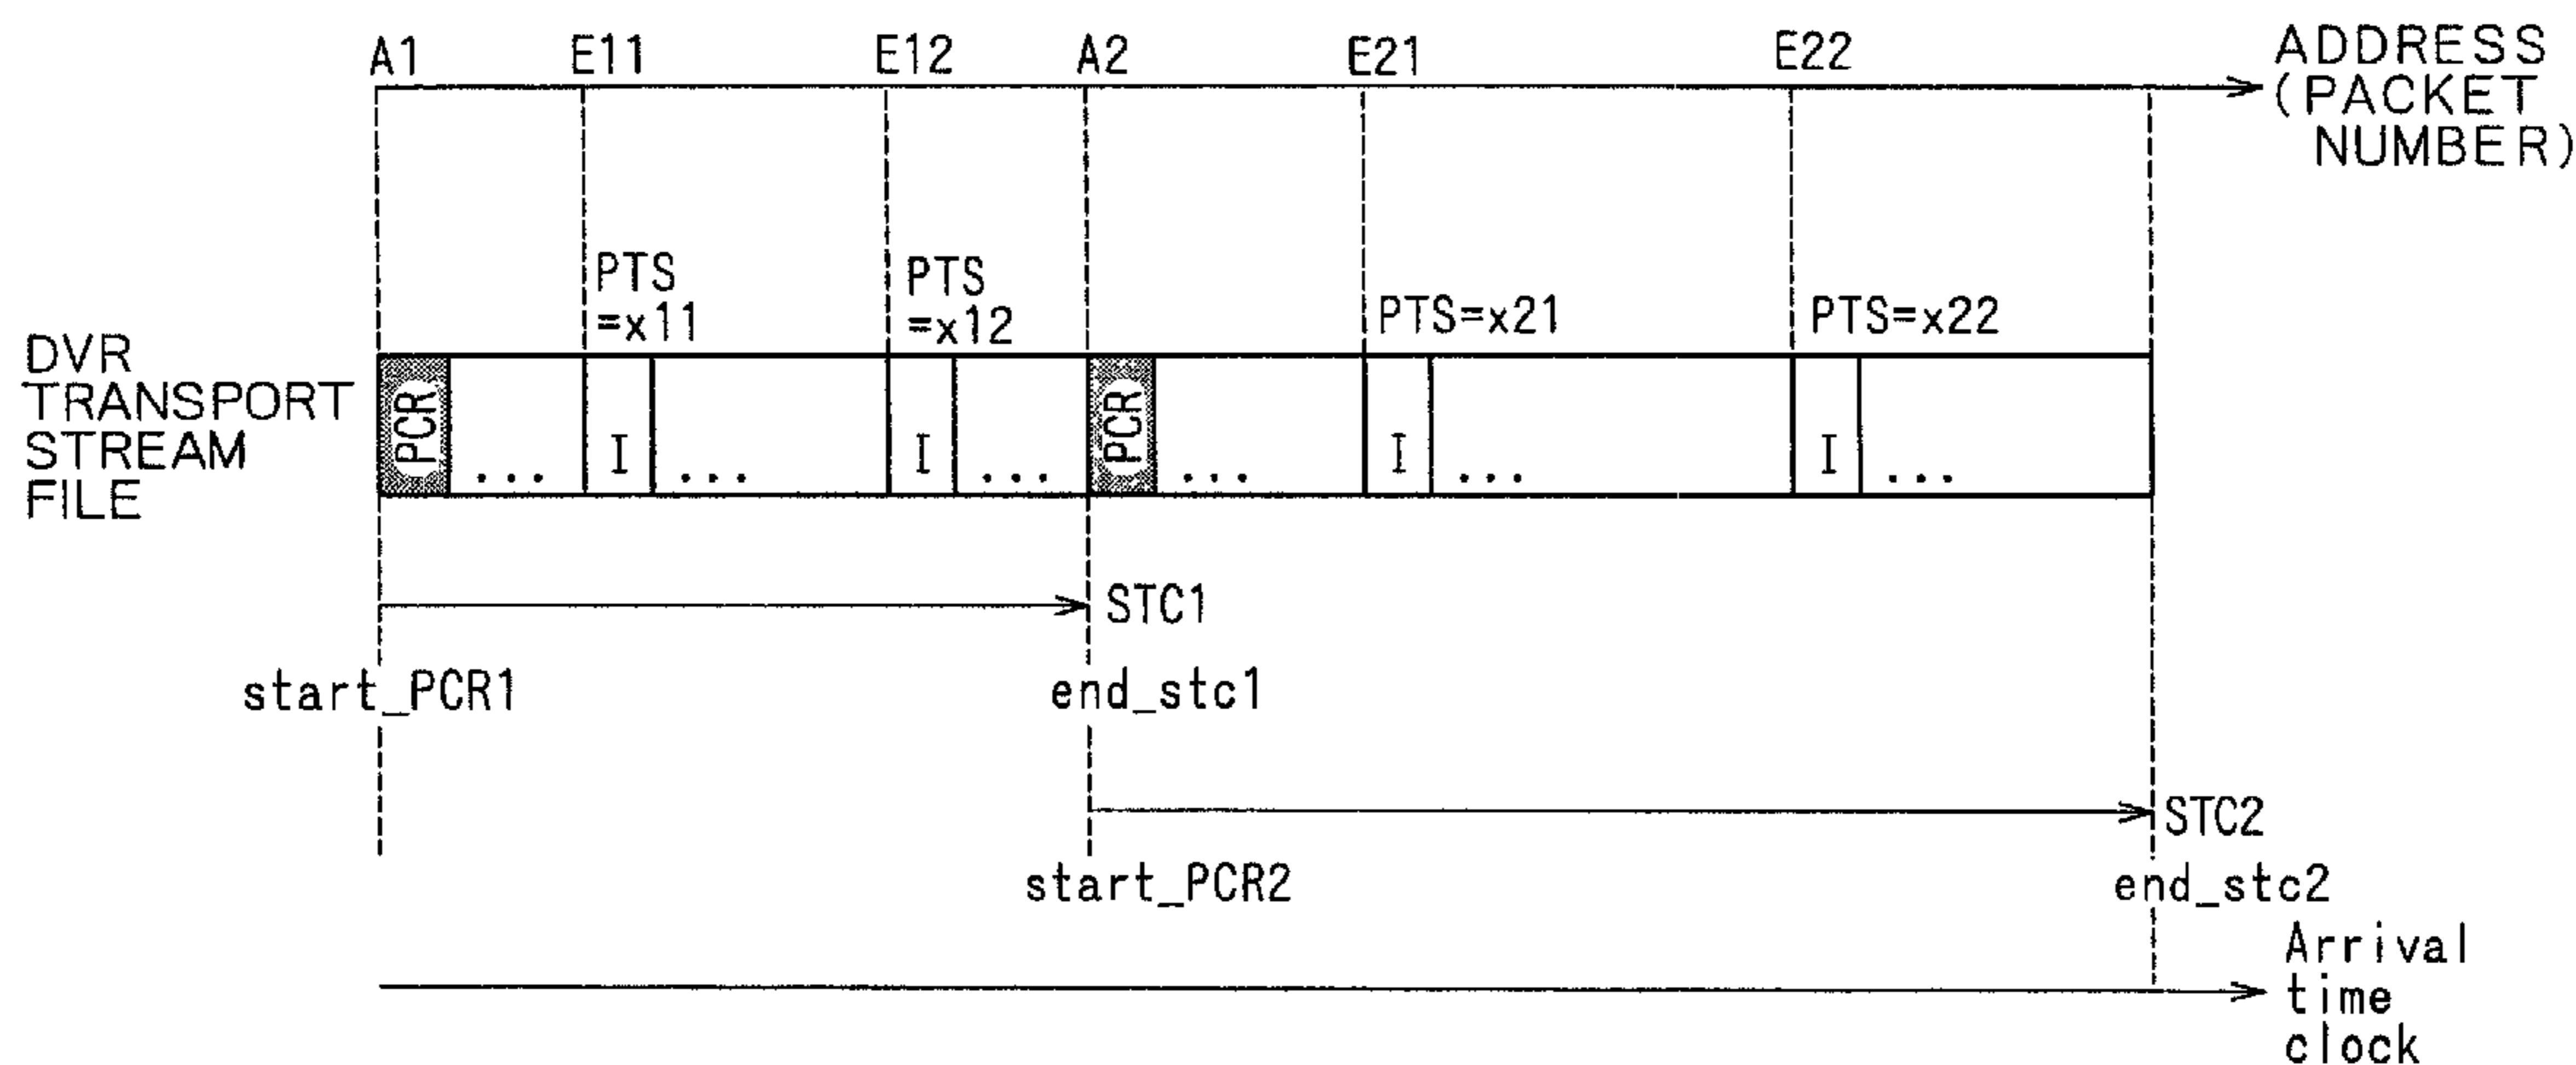 A1
E11
E12
A2
E21
E22
ADDRESS
(PACKET
NUMBER)
PTS
=x11
PTS
=x12
PTS=x21
PTS=x22
DVR
TRANSPORT
STREAM
FILE
PCR
...
I
...
I
...
PCR
...
I
...
I
...
STC1
start_PCR1
end_stc1
STC2
start_PCR2
end_stc2
Arrival
time
clock